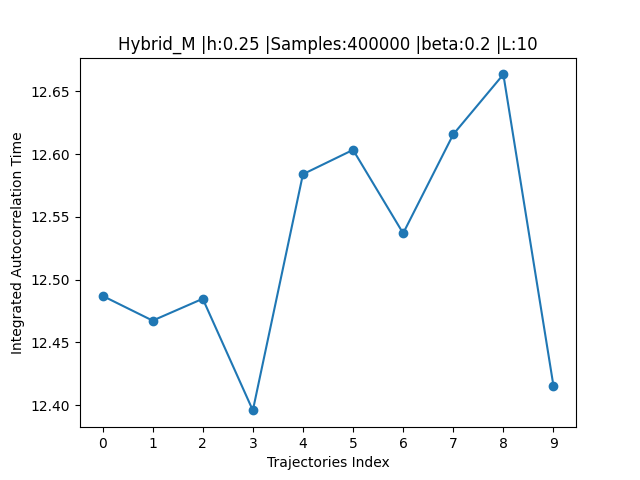 Hybrid_M |h:0.25 |Samples:400000 |beta:0.2 |L:10
Integrated Autocorrelation Time
12.65
12.60
12.55
12.50
12.45
12.40
0 1 2 3 4 5 6 7 8 9
Trajectories Index